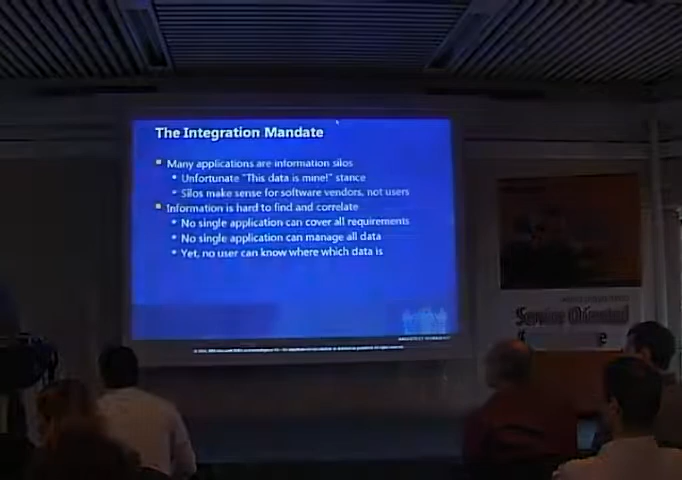 The Integration Mandate
Many applications are information silos
Unfortunate "This data is mine!" stance
Silos make sense for software vendors, not users
Information is hard to find and correlate
No single application can cover all requirements
No single application can manage all data
Yet, no user can know where which data is
Service Oriented